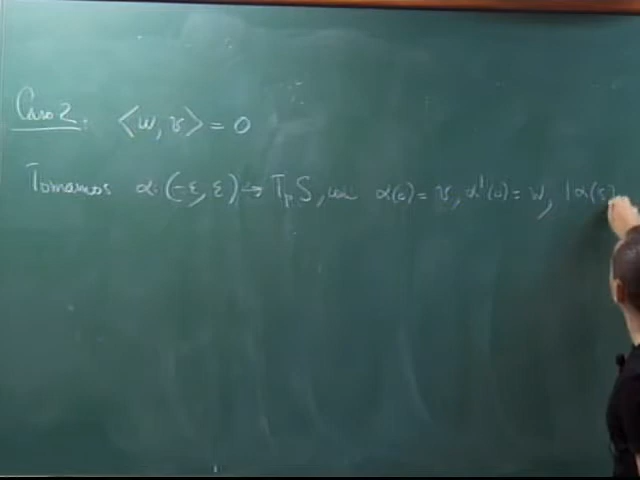 Caso 2. ⟨w, v⟩ = 0
Tomamos α: (-ε, ε) → TpS, con α(0) = v, α'(0) = w, |α(s)